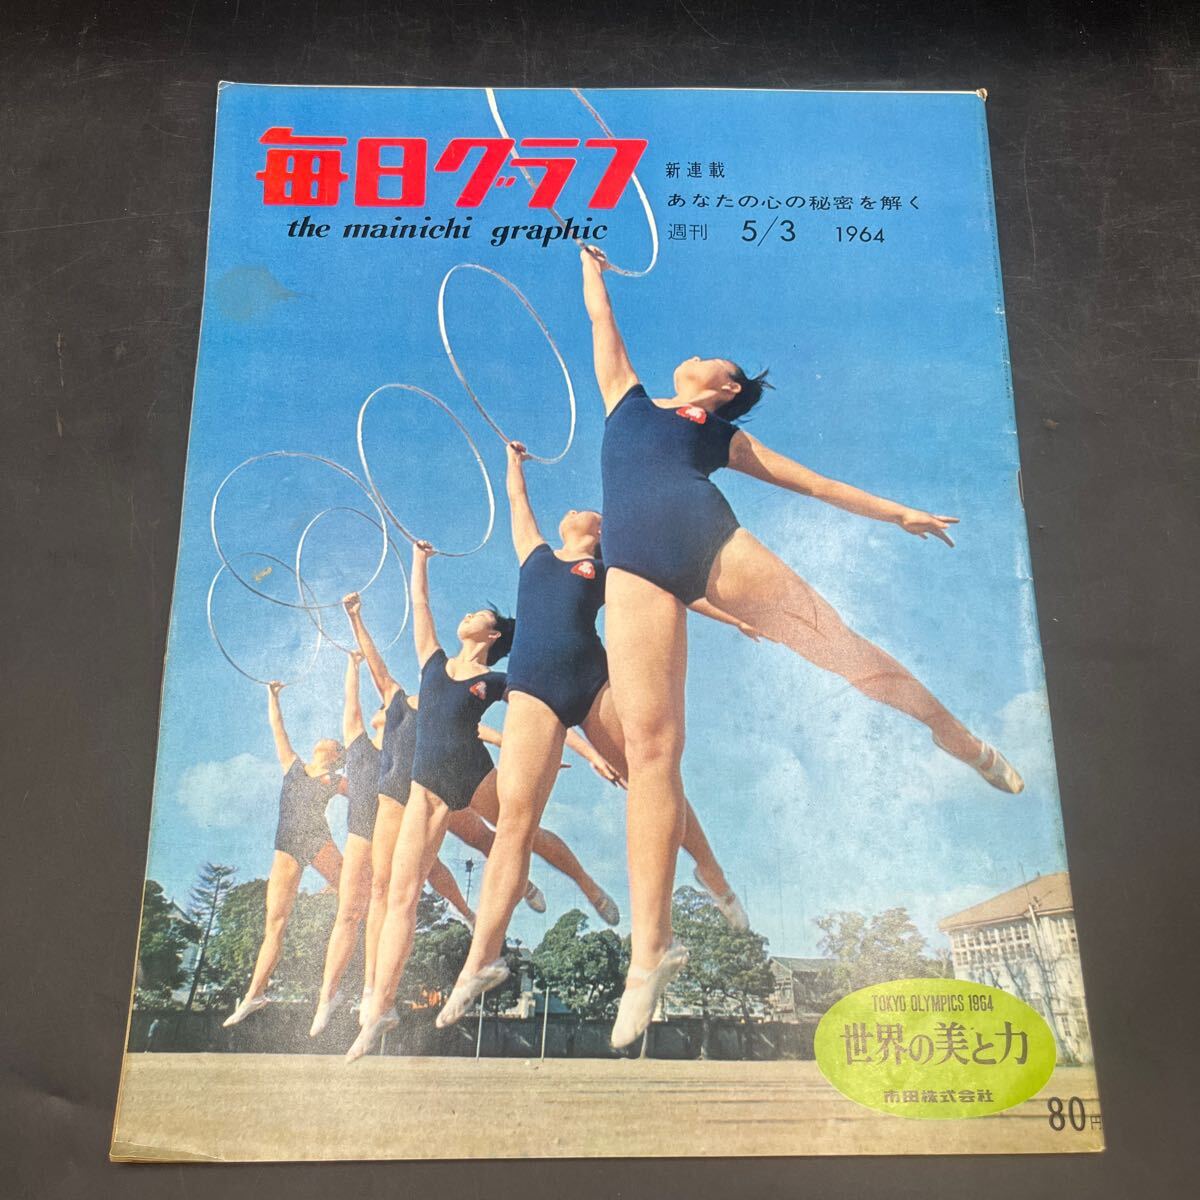 毎日グラフ
the mainichi graphic
新連載
あなたの心の秘密を解く
週刊 5/3 1964
TOKYO OLYMPICS 1964
世界の美と力
市田株式会社
80円